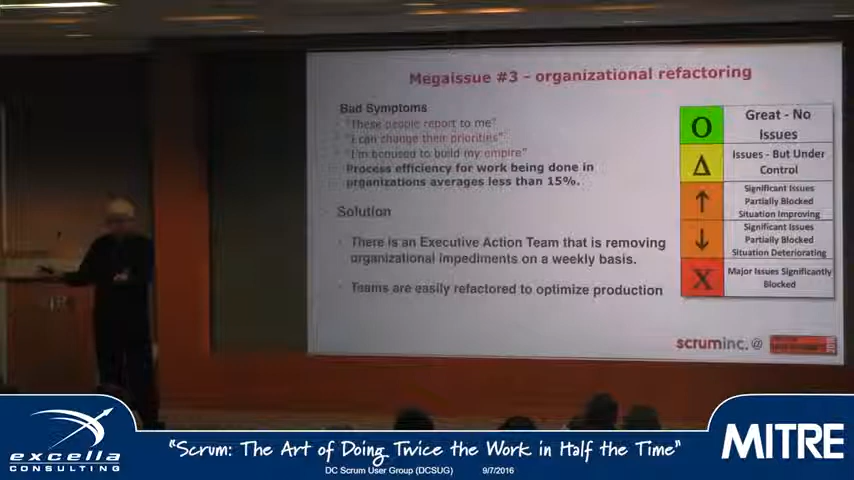 Megaissue #3 – organizational refactoring
Bad Symptoms
"These people report to me"
"I can change their priorities"
"I'm bonused to build my empire"
Process efficiency for work being done in
organizations averages less than 15%.
Solution
There is an Executive Action Team that is removing
organizational impediments on a weekly basis.
Teams are easily refactored to optimize production
O
Great - No
Issues
Δ
Issues - But Under
Control
↑
Significant Issues
Partially Blocked
Situation Improving
↓
Significant Issues
Partially Blocked
Situation Deteriorating
X
Major Issues Significantly
Blocked
scruminc.@
excella
CONSULTING
"Scrum: The Art of Doing Twice the Work in Half the Time"
DC Scrum User Group (DCSUG) 9/7/2016
MITRE